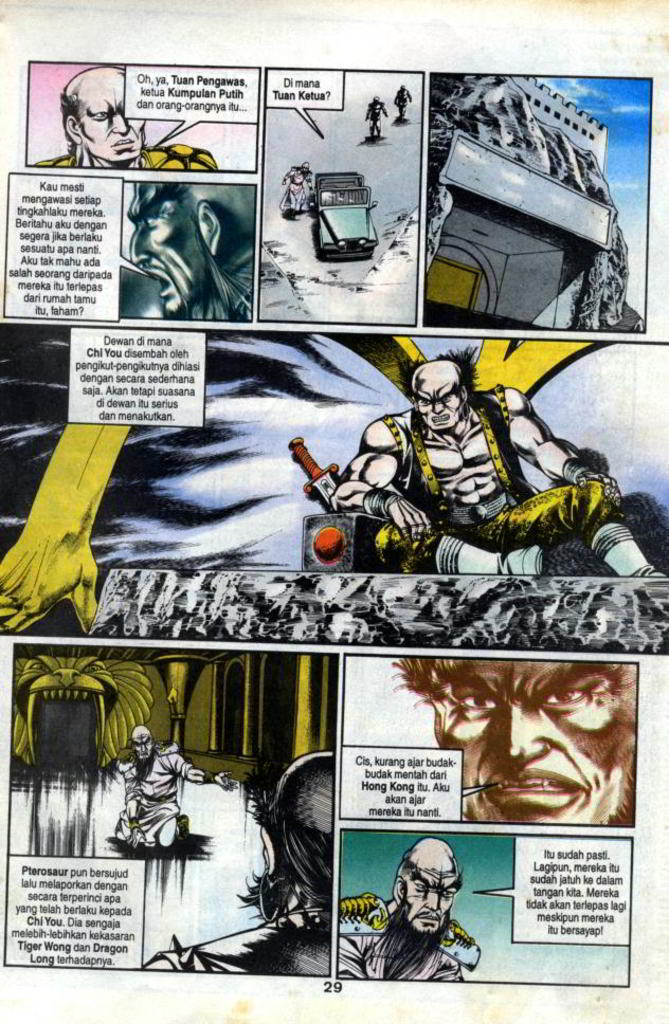 Oh, ya, Tuan Pengawas,
ketua Kumpulan Putih
dan orang-orangnya itu...
Di mana
Tuan Ketua?
Kau mesti
mengawasi setiap
tingkahlaku mereka.
Beritahu aku dengan
segera jika berlaku
sesuatu apa nanti.
Aku tak mahu ada
salah seorang daripada
mereka itu terlepas
dari rumah tamu
itu, faham?
Dewan di mana
Chi You disembah oleh
pengikut-pengikutnya dihiasi
dengan secara sederhana
saja. Akan tetapi suasana
di dewan itu serius
dan menakutkan.
Pterosaur pun bersujud
lalu melaporkan dengan
secara terperinci apa
yang telah berlaku kepada
Chi You. Dia sengaja
melebih-lebihkan kekasaran
Tiger Wong dan Dragon
Long terhadapnya.
Cis, kurang ajar budak-
budak mentah dari
Hong Kong itu. Aku
akan ajar
mereka itu nanti.
Itu sudah pasti.
Lagipun, mereka itu
sudah jatuh ke dalam
tangan kita. Mereka
tidak akan terlepas lagi
meskipun mereka
itu bersayap!
29